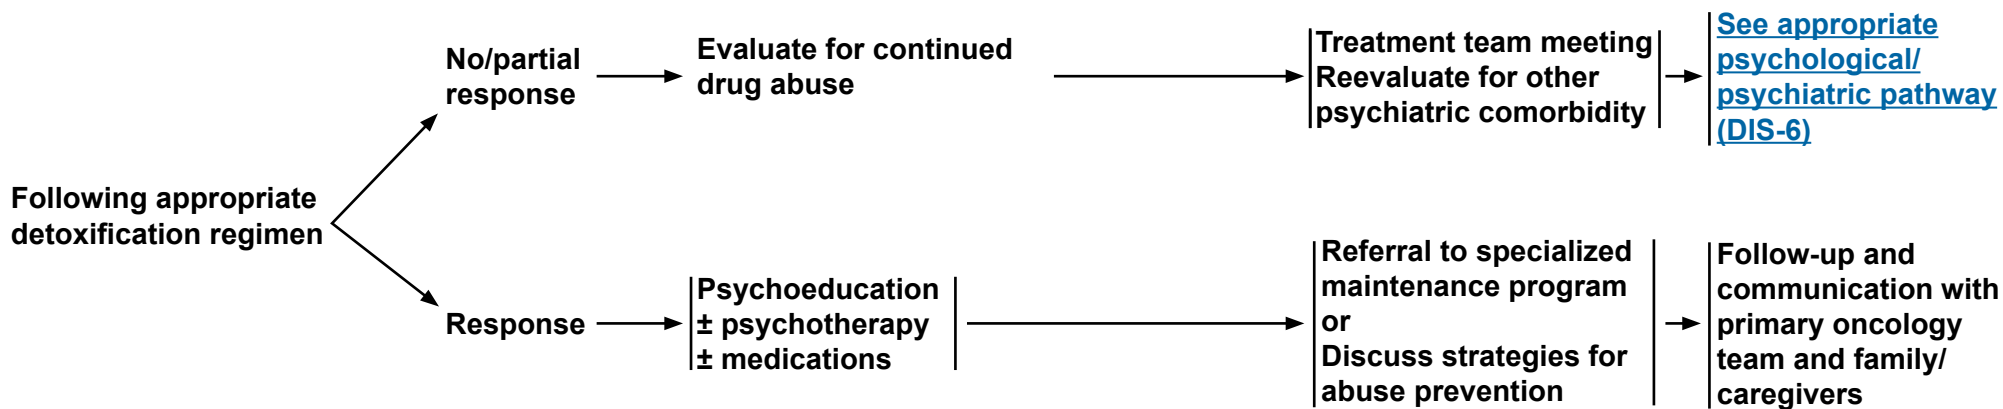 Following appropriate
detoxification regimen
No/partial
response
Evaluate for continued
drug abuse
Treatment team meeting
Reevaluate for other
psychiatric comorbidity
See appropriate
psychological/
psychiatric pathway
(DIS-6)
Response
Psychoeducation
± psychotherapy
± medications
Referral to specialized
maintenance program
or
Discuss strategies for
abuse prevention
Follow-up and
communication with
primary oncology
team and family/
caregivers